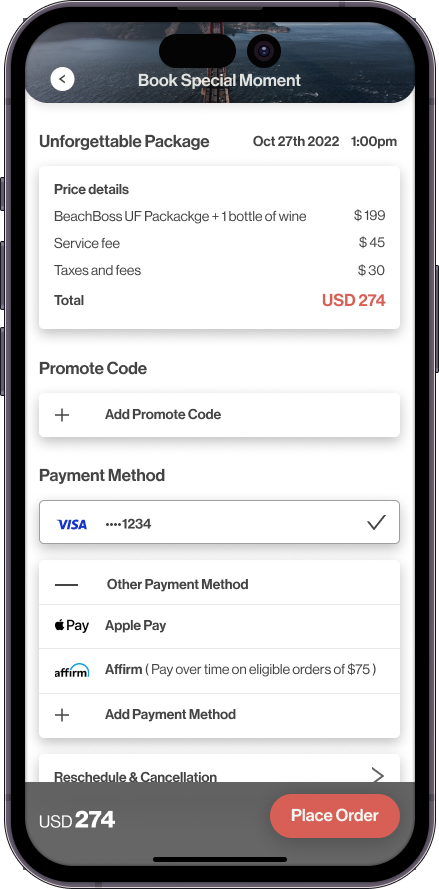 Book Special Moment
Unforgettable Package Oct 27th 2022 1:00pm
Price details
BeachBoss UF Packackge + 1 bottle of wine $ 199
Service fee $ 45
Taxes and fees $ 30
Total USD 274
Promote Code
Add Promote Code
Payment Method
VISA ••••1234
Other Payment Method
Pay Apple Pay
affirm Affirm ( Pay over time on eligible orders of $75 )
Add Payment Method
Reschedule & Cancellation
USD 274 Place Order